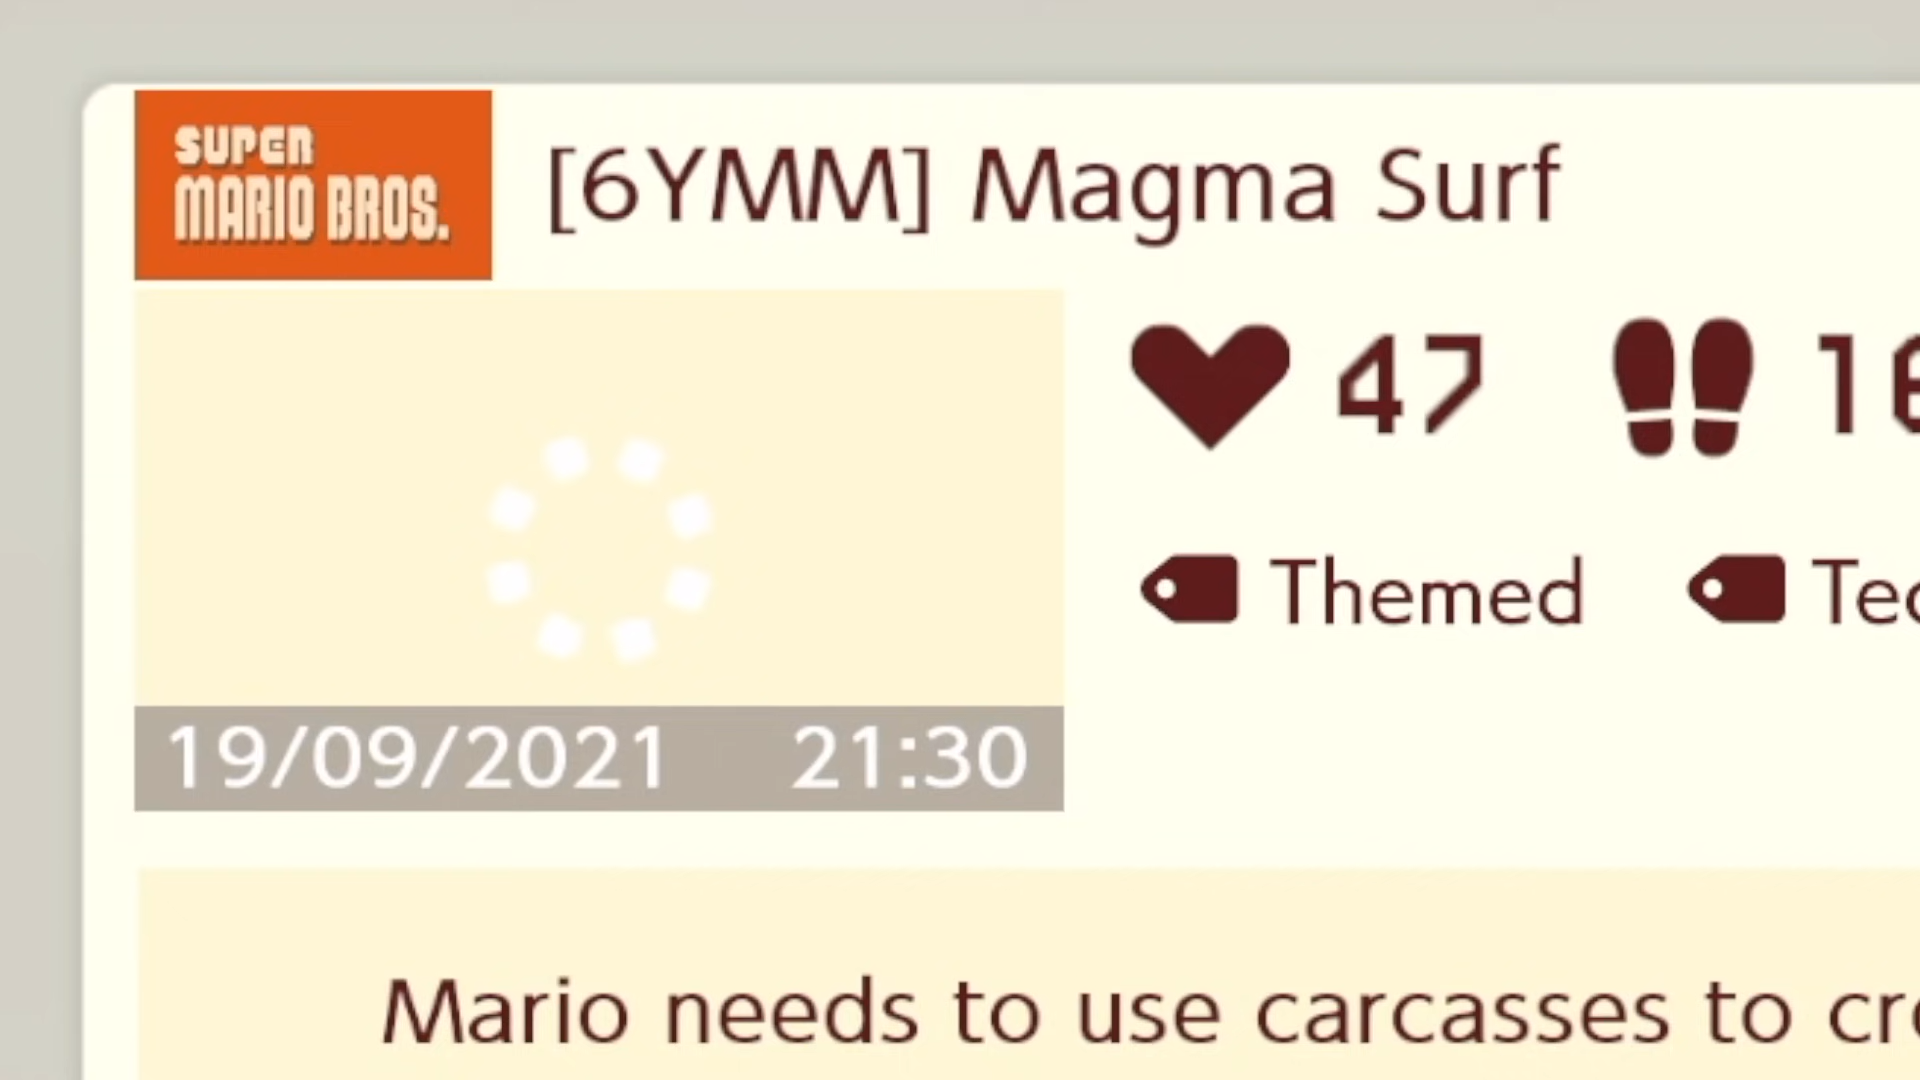 SUPER
MARIO BROS.
[6YMM] Magma Surf
47
Themed
19/09/2021 21:30
Mario needs to use carcasses to